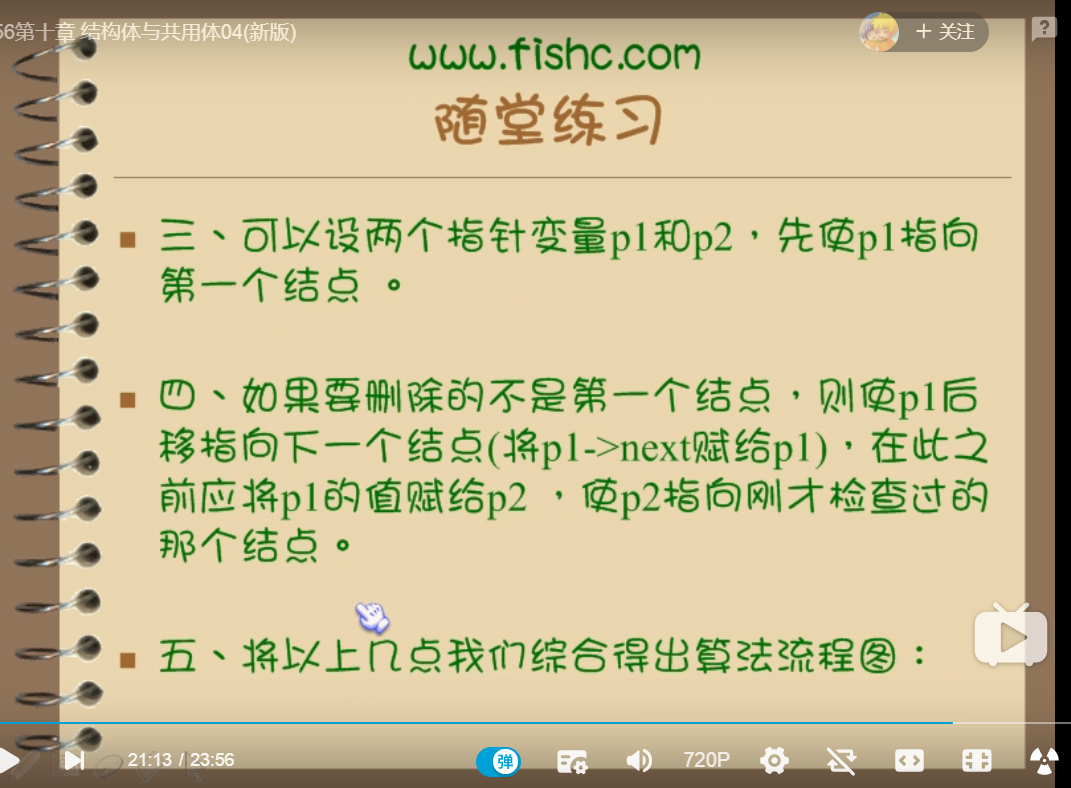 56第十章 结构体与共用体04(新版)
+ 关注
?
www.fishc.com
随堂练习
三、可以设两个指针变量p1和p2，先使p1指向
第一个结点 。
四、如果要删除的不是第一个结点，则使p1后
移指向下一个结点(将p1->next赋给p1)，在此之
前应将p1的值赋给p2 ，使p2指向刚才检查过的
那个结点。
五、将以上几点我们综合得出算法流程图：
21:13 / 23:56
弹
720P